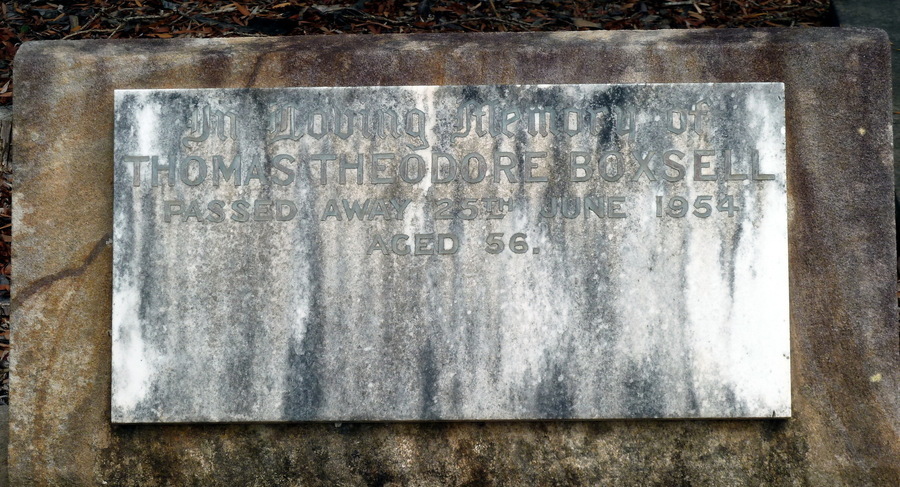 In Loving Memory of
THOMAS THEODORE BOXSELL
PASSED AWAY 25TH JUNE 1954
AGED 56.